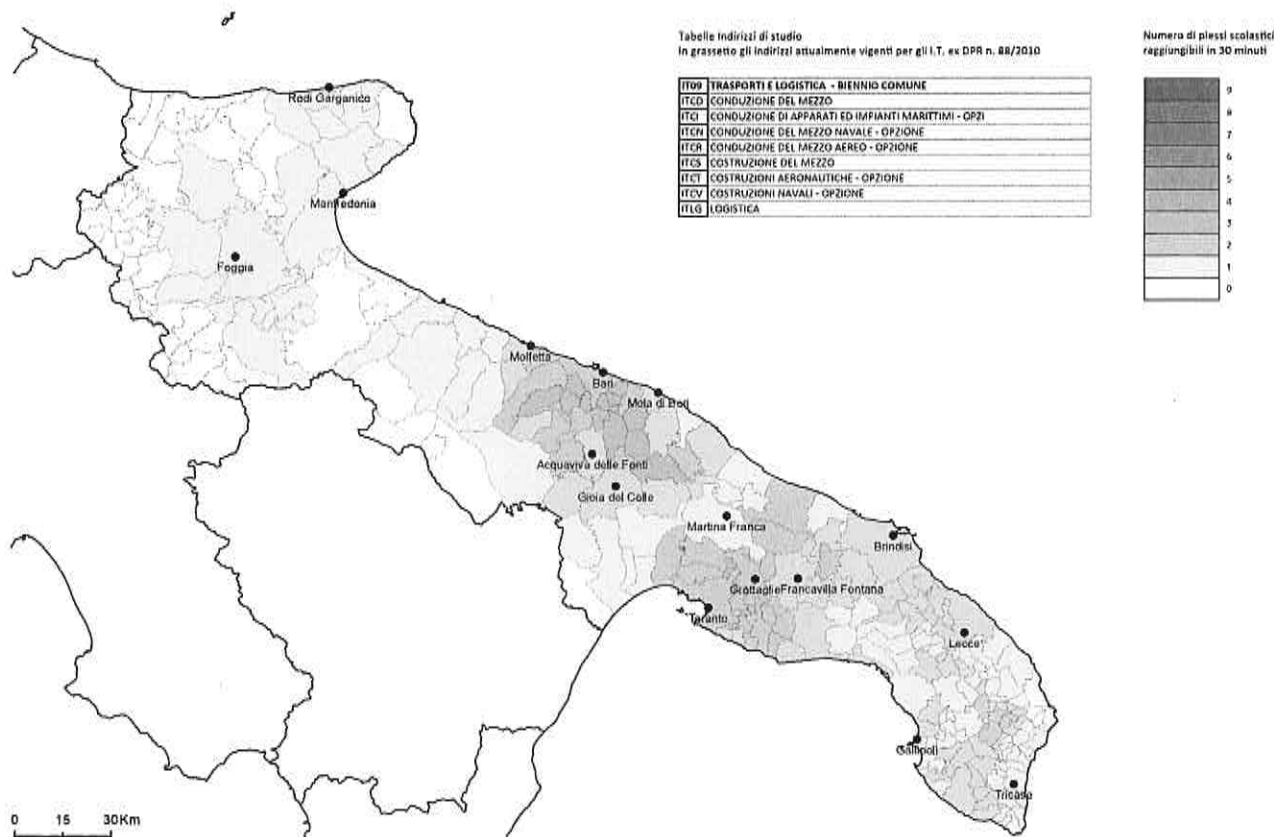 Tabelle indirizzi di studio
in grassetto gli indirizzi attualmente vigenti per gli I.T. ex DPR n. 88/2010
IT09 TRASPORTI E LOGISTICA - BIENNIO COMUNE
ITCD CONDUZIONE DEL MEZZO
ITCI CONDUZIONE DI APPARATI ED IMPIANTI MARITTIMI - OPZI
ITCN CONDUZIONE DEL MEZZO NAVALE - OPZIONE
ITCR CONDUZIONE DEL MEZZO AEREO - OPZIONE
ITCS COSTRUZIONE DEL MEZZO
ITCT COSTRUZIONI AERONAUTICHE - OPZIONE
ITCV COSTRUZIONI NAVALI - OPZIONE
ITLG LOGISTICA
Numero di plessi scolastici
raggiungibili in 30 minuti
9
8
7
6
5
4
3
2
1
0
Rodi Garganico
Manfredonia
Foggia
Molfetta
Bari
Mola di Bari
Acquaviva delle Fonti
Gioia del Colle
Martina Franca
Brindisi
Grottaglie
Francavilla Fontana
Taranto
Lecce
Gallipoli
Tricase
0 15 30Km